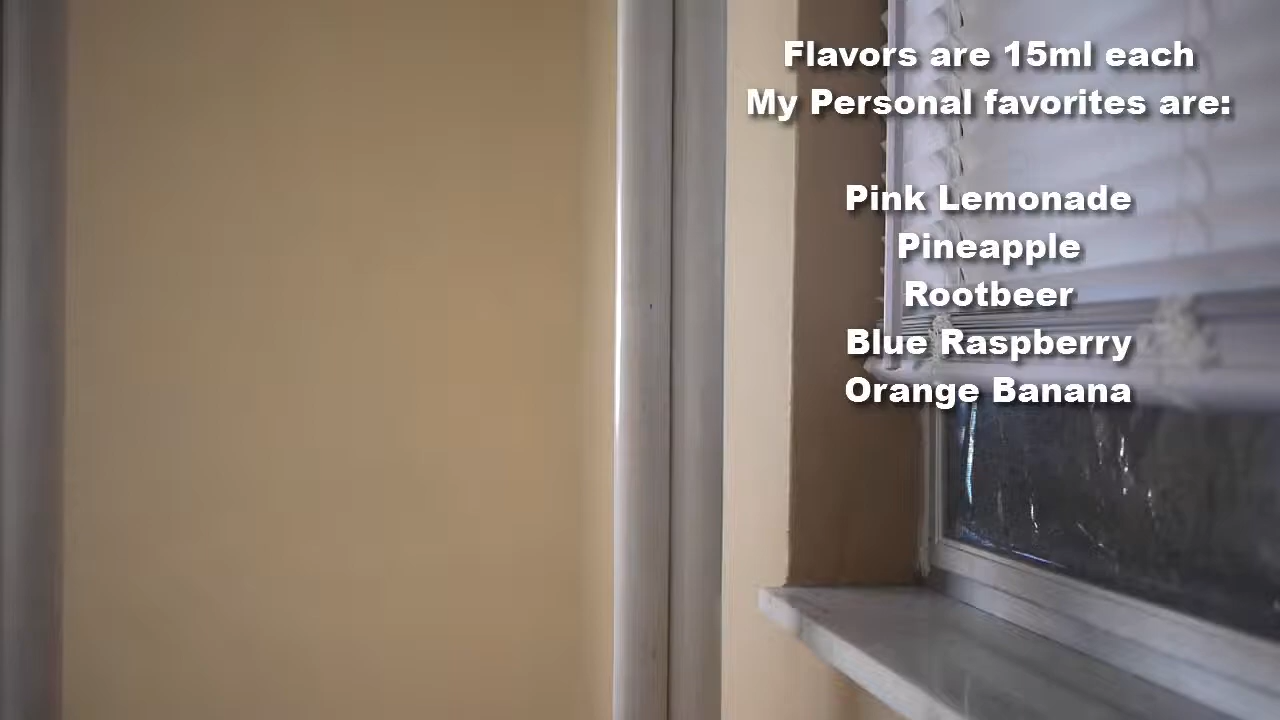 Flavors are 15ml each
My Personal favorites are:
Pink Lemonade
Pineapple
Rootbeer
Blue Raspberry
Orange Banana